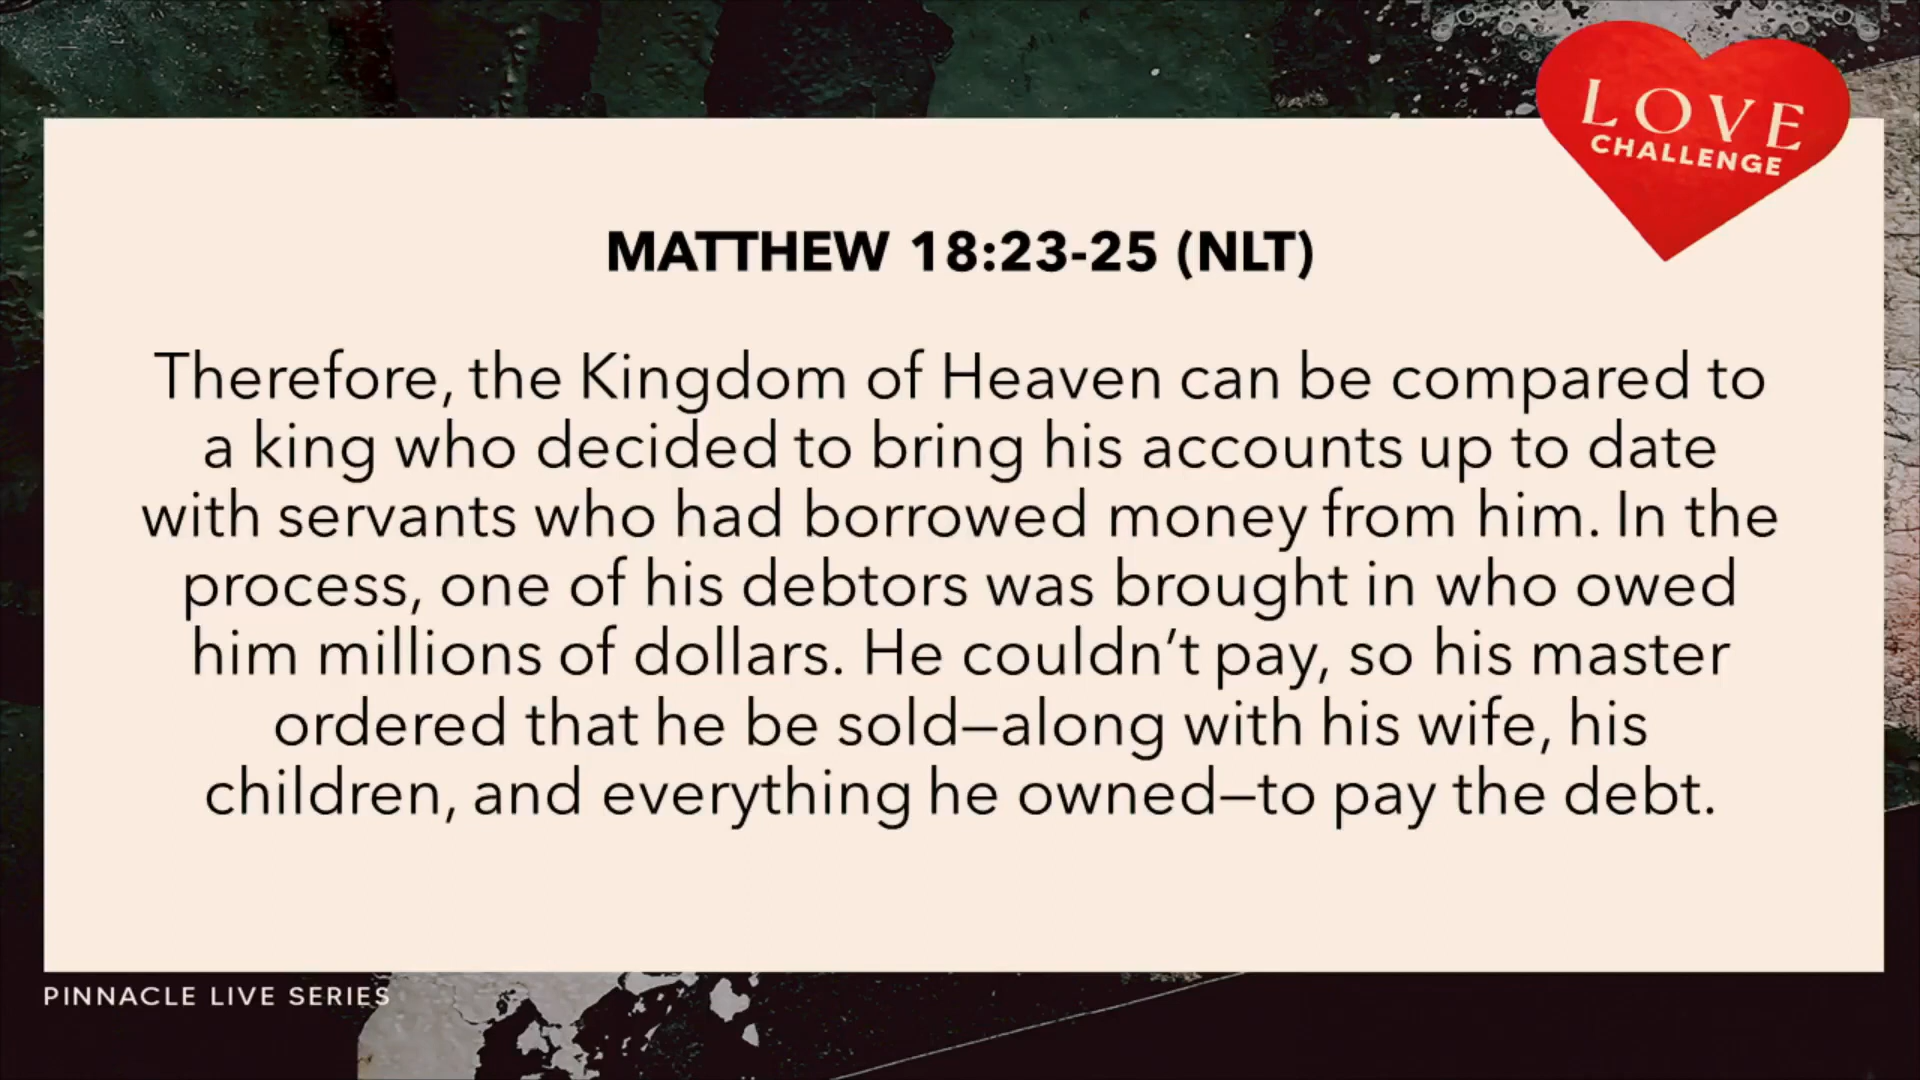 LOVE
CHALLENGE
MATTHEW 18:23-25 (NLT)
Therefore, the Kingdom of Heaven can be compared to
a king who decided to bring his accounts up to date
with servants who had borrowed money from him. In the
process, one of his debtors was brought in who owed
him millions of dollars. He couldn’t pay, so his master
ordered that he be sold—along with his wife, his
children, and everything he owned—to pay the debt.
PINNACLE LIVE SERIES